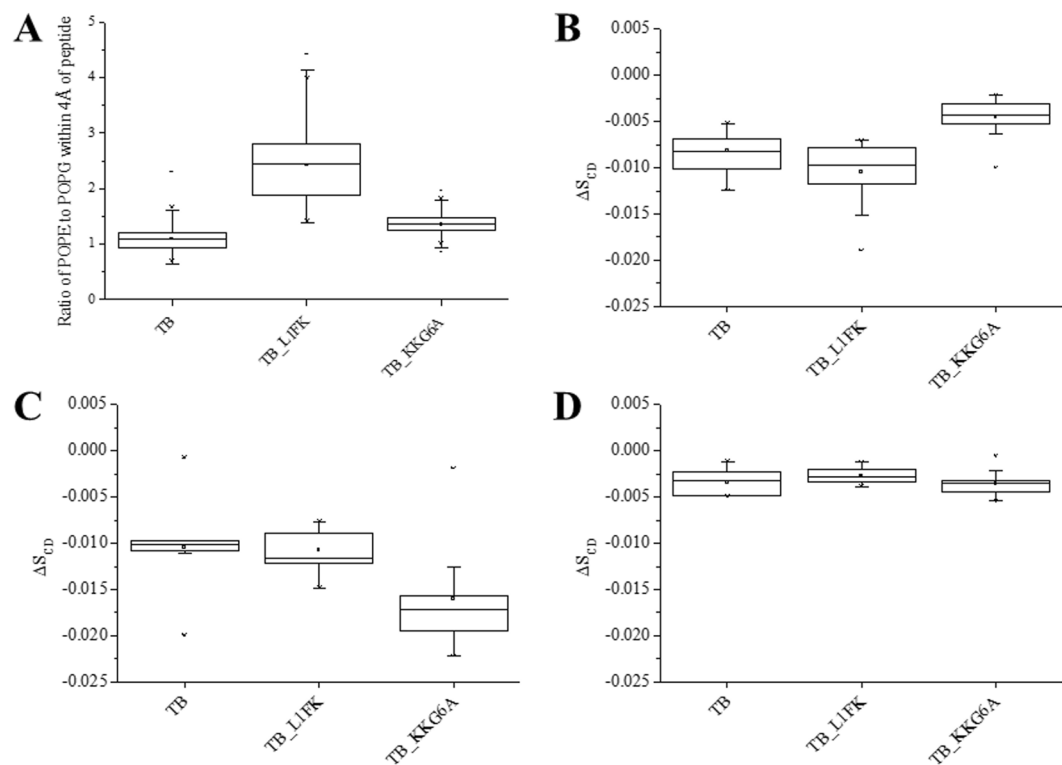 A
Ratio of POPE to POPG within 4Å of peptide
5
4
3
2
1
0
TB
TB_L1FK
TB_KKG6A
B
ΔS_CD
0.005
0.000
-0.005
-0.010
-0.015
-0.020
-0.025
TB
TB_L1FK
TB_KKG6A
C
ΔS_CD
0.005
0.000
-0.005
-0.010
-0.015
-0.020
-0.025
TB
TB_L1FK
TB_KKG6A
D
ΔS_CD
0.005
0.000
-0.005
-0.010
-0.015
-0.020
-0.025
TB
TB_L1FK
TB_KKG6A